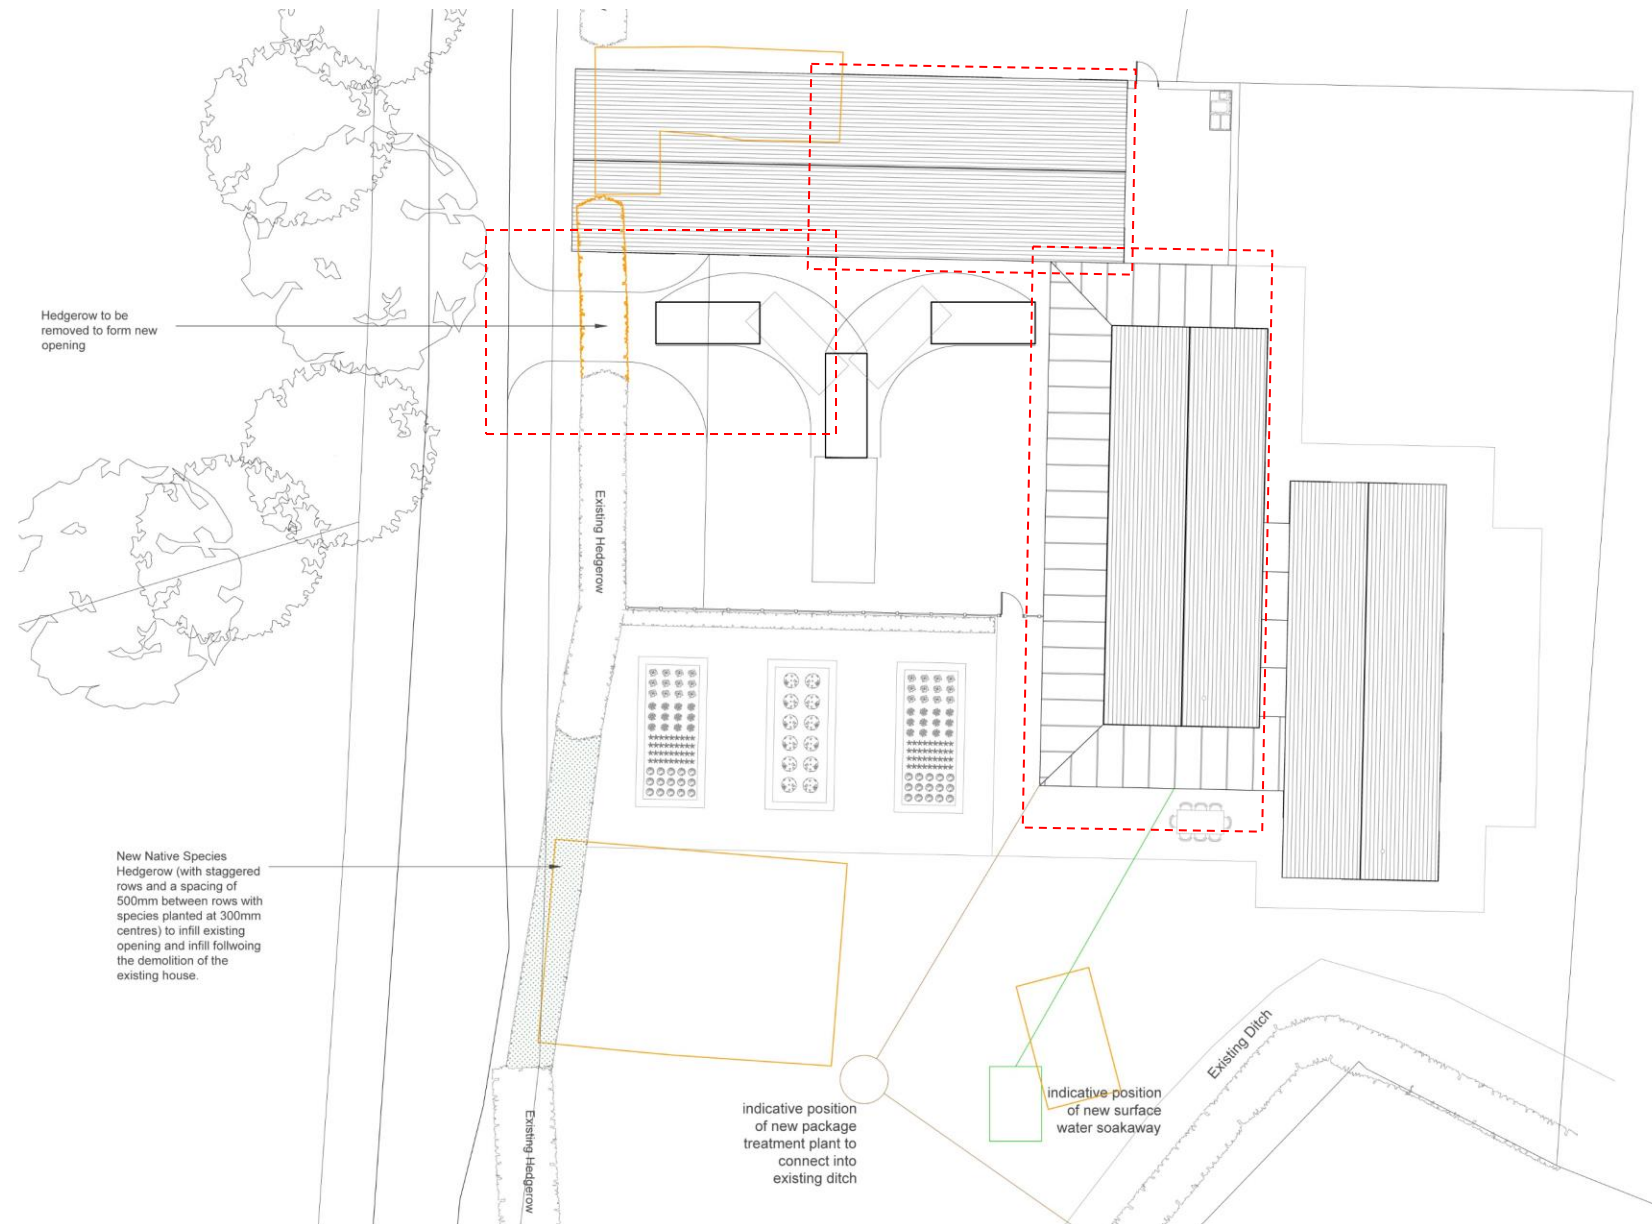 Hedgerow to be
removed to form new
opening
Existing Hedgerow
New Native Species
Hedgerow (with staggered
rows and a spacing of
500mm between rows with
species planted at 300mm
centres) to infill existing
opening and infill follwoing
the demolition of the
existing house.
Existing Ditch
indicative position
of new surface
water soakaway
indicative position
of new package
treatment plant to
connect into
existing ditch
Existing Hedgerow